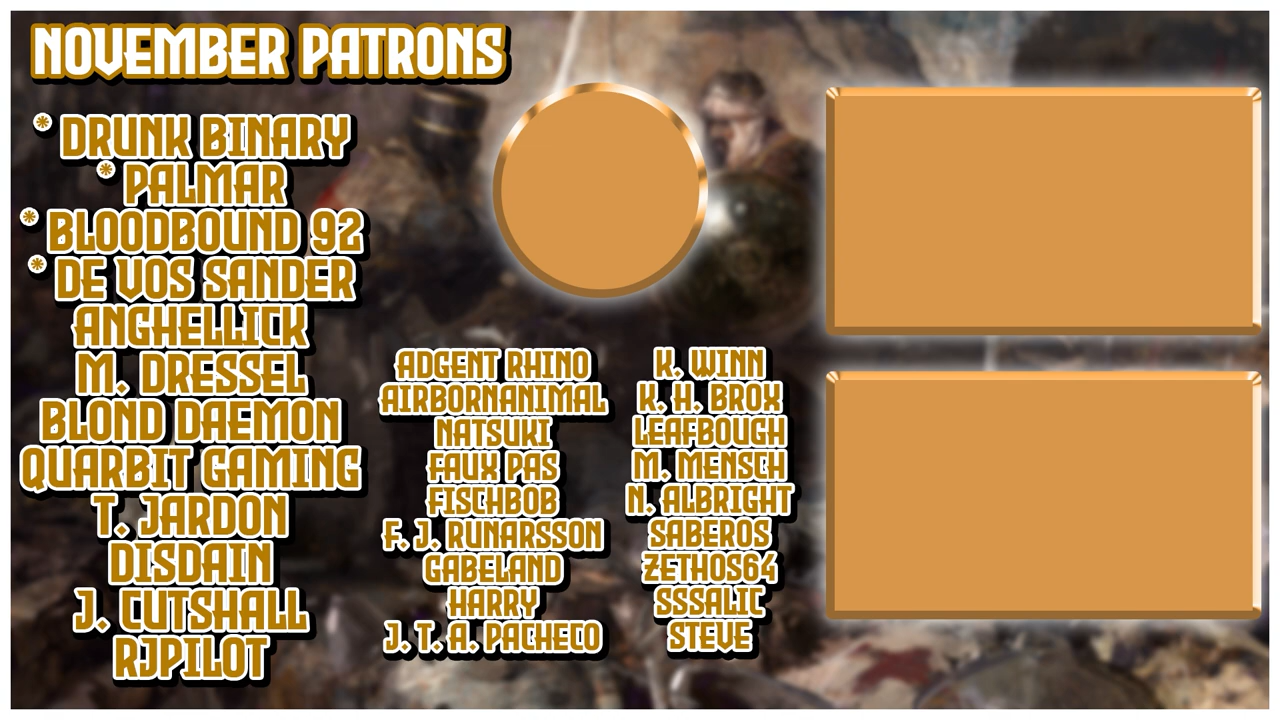 NOVEMBER PATRONS
* DRUNK BINARY
* PALMAR
* BLOODBOUND 92
* DE VOS SANDER
ANGHELLICK
M. DRESSEL
BLOND DAEMON
QUARBIT GAMING
T. JARDON
DISDAIN
J. CUTSHALL
RJPILOT
ADGENT RHINO
AIRBORNANIMAL
NATSUKI
FAUX PAS
FISCHBOB
F. J. RUNARSSON
GABELAND
HARRY
J. T. A. PACHECO
K. WINN
K. H. BROX
LEAFBOUGH
M. MENSCH
N. ALBRIGHT
SABEROS
ZETHOS64
SSSALIC
STEVE